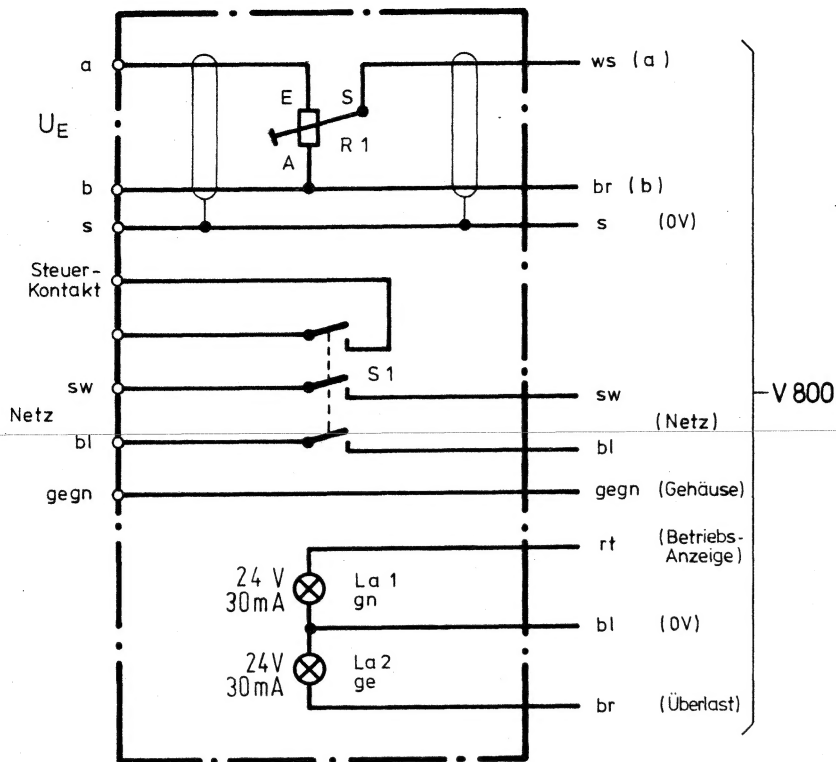 a
ws (a)
E
S
UE
R 1
A
b
br (b)
s
s (0V)
Steuer-
Kontakt
S 1
sw
sw
Netz
(Netz)
bl
bl
V 800
gegn
gegn (Gehäuse)
rt
(Betriebs-
Anzeige)
24 V
30mA
La 1
gn
bl (0V)
24V
30mA
La 2
ge
br (Überlast)